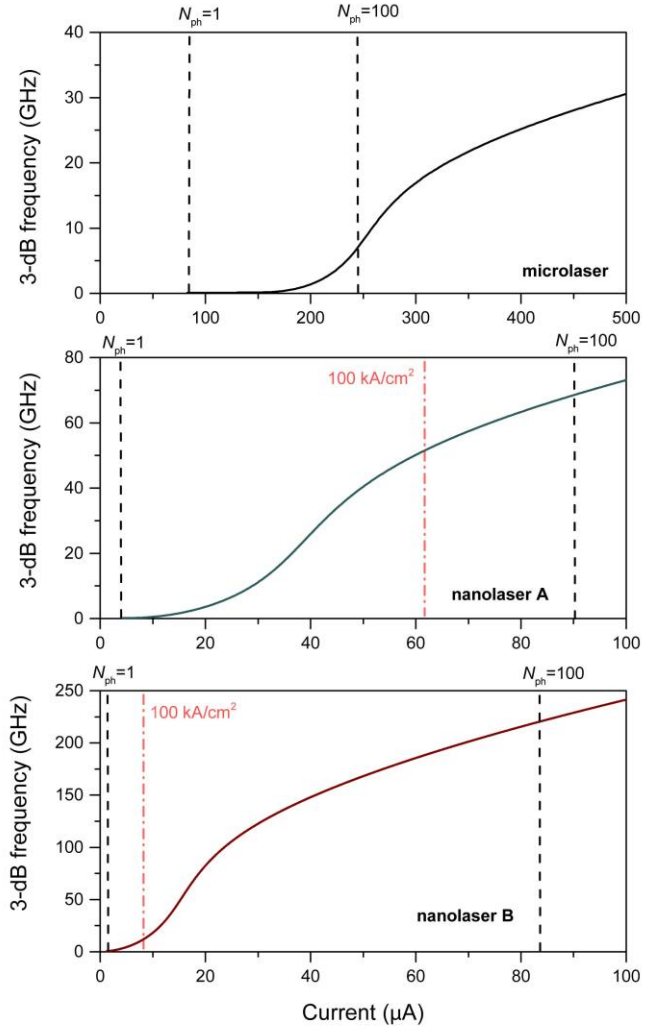 N_ph=1 N_ph=100
40
30
20
10
0
3-dB frequency (GHz)
microlaser
0 100 200 300 400 500
N_ph=1 N_ph=100
80
60
40
20
0
3-dB frequency (GHz)
100 kA/cm²
nanolaser A
0 20 40 60 80 100
N_ph=1 N_ph=100
250
200
150
100
50
0
3-dB frequency (GHz)
100 kA/cm²
nanolaser B
0 20 40 60 80 100
Current (μA)